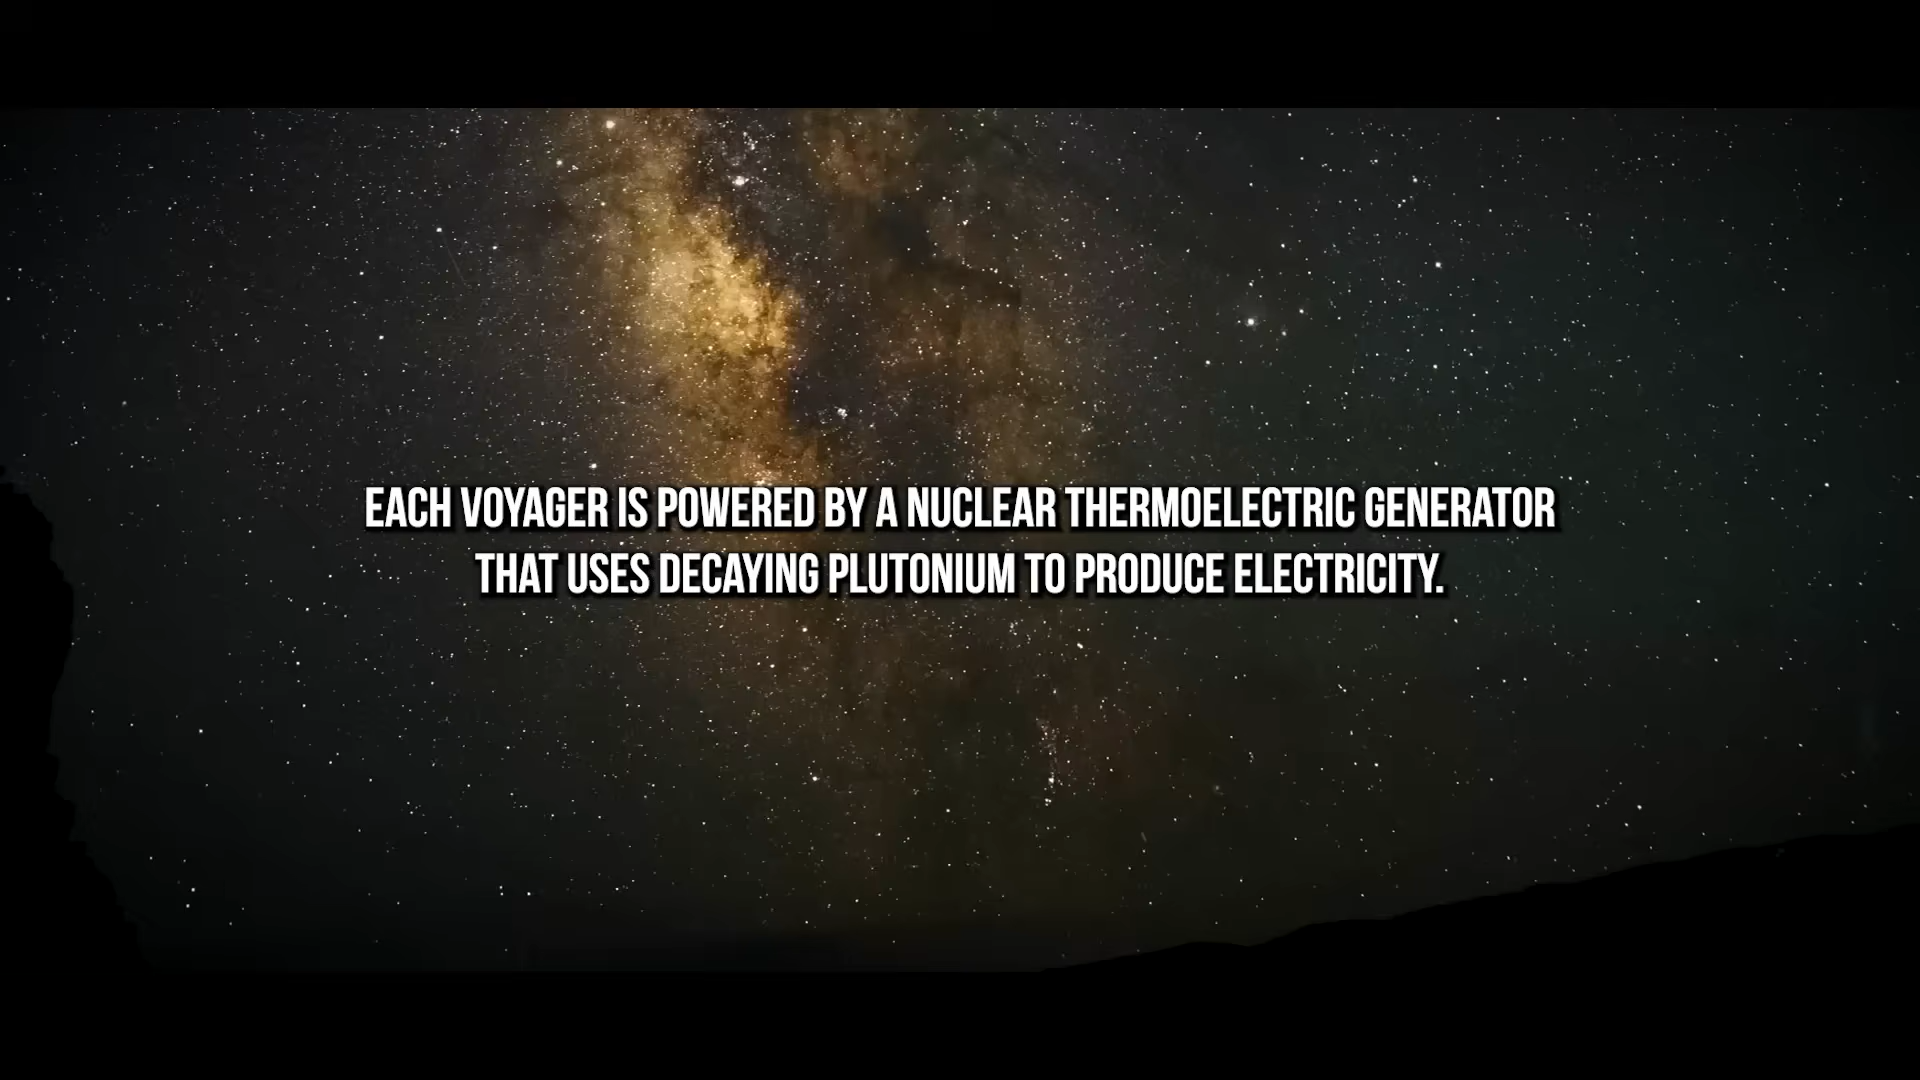 EACH VOYAGER IS POWERED BY A NUCLEAR THERMOELECTRIC GENERATOR
THAT USES DECAYING PLUTONIUM TO PRODUCE ELECTRICITY.